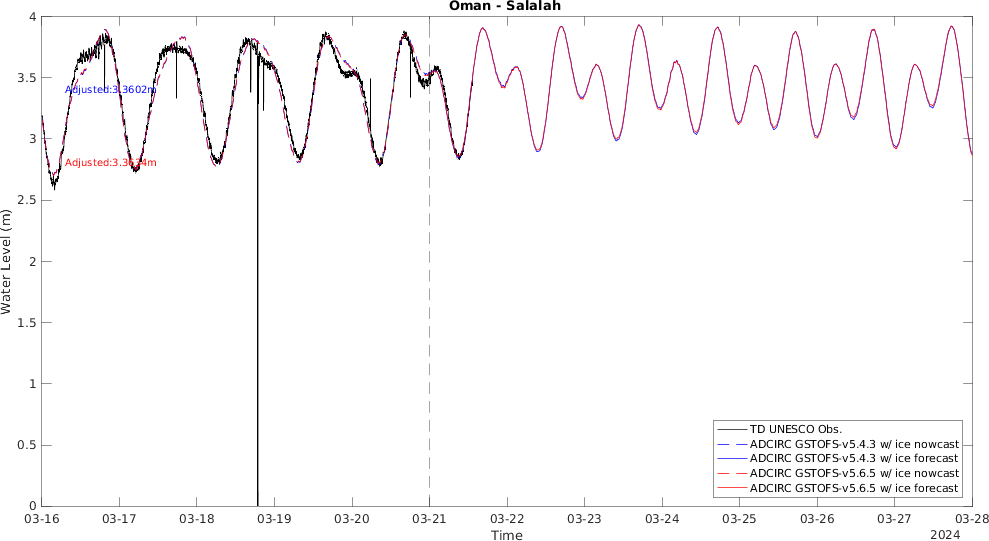 Oman - Salalah
4
3.5
3
2.5
2
1.5
1
0.5
0
Water Level (m)
Adjusted:3.3602m
TD UNESCO Obs.
ADCIRC GSTOFS-v5.4.3 w/ ice nowcast
ADCIRC GSTOFS-v5.4.3 w/ ice forecast
ADCIRC GSTOFS-v5.6.5 w/ ice nowcast
ADCIRC GSTOFS-v5.6.5 w/ ice forecast
03-16 03-17 03-18 03-19 03-20 03-21 03-22 03-23 03-24 03-25 03-26 03-27 03-28
Time
2024